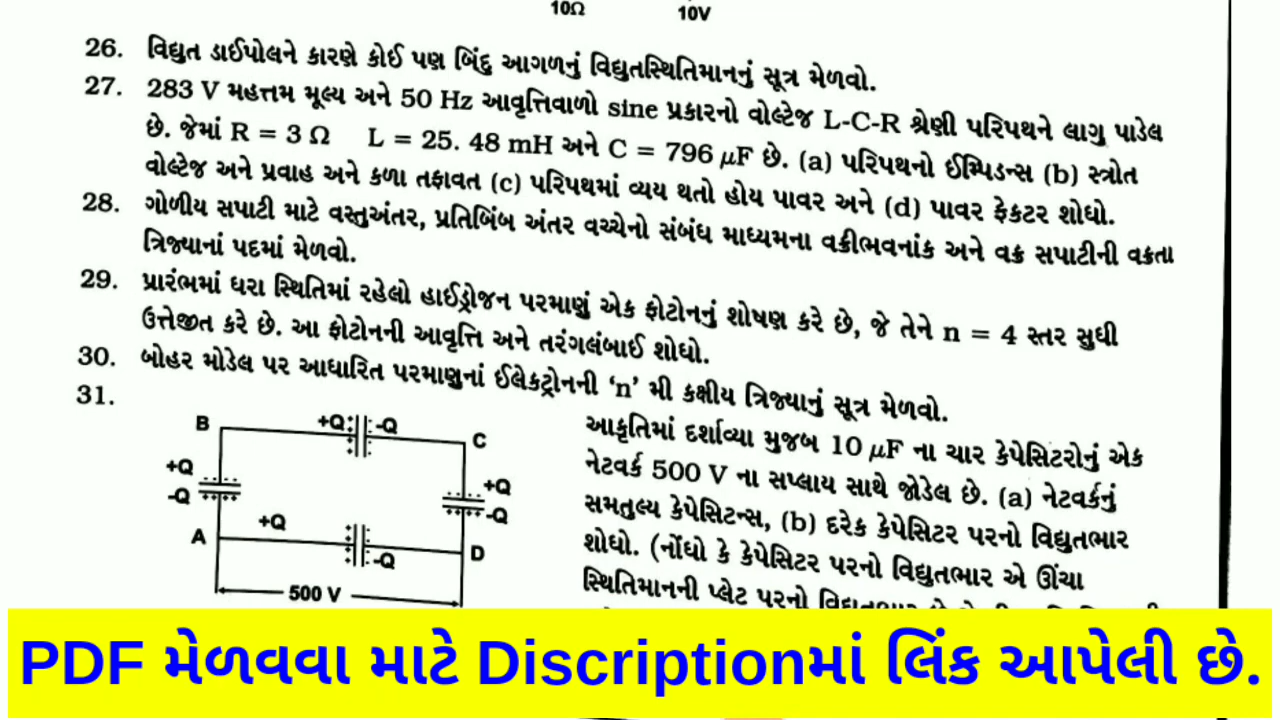 10Ω 10V
26. વિદ્યુત ડાઈપોલને કારણે કોઈ પણ બિંદુ આગળનું વિદ્યુતસ્થિતિમાનનું સૂત્ર મેળવો.
27. 283 V મહત્તમ મૂલ્ય અને 50 Hz આવૃત્તિવાળો sine પ્રકારનો વોલ્ટેજ L-C-R શ્રેણી પરિપથને લાગુ પાડેલ
છે. જેમાં R = 3 Ω L = 25. 48 mH અને C = 796 μF છે. (a) પરિપથનો ઈમ્પિડન્સ (b) સ્ત્રોત
વોલ્ટેજ અને પ્રવાહ અને કળા તફાવત (c) પરિપથમાં વ્યય થતો હોય પાવર અને (d) પાવર ફેકટર શોધો.
28. ગોળીય સપાટી માટે વસ્તુઅંતર, પ્રતિબિંબ અંતર વચ્ચેનો સંબંધ માધ્યમના વક્રીભવનાંક અને વક્ર સપાટીની વક્રતા
ત્રિજ્યાનાં પદમાં મેળવો.
29. પ્રારંભમાં ધરા સ્થિતિમાં રહેલો હાઈડ્રોજન પરમાણું એક ફોટોનનું શોષણ કરે છે, જે તેને n = 4 સ્તર સુધી
ઉત્તેજીત કરે છે. આ ફોટોનની આવૃત્તિ અને તરંગલંબાઈ શોધો.
30. બોહર મોડેલ પર આધારિત પરમાણુનાં ઈલેકટ્રોનની ‘n’ મી કક્ષીય ત્રિજ્યાનું સૂત્ર મેળવો.
31.
B +Q -Q C
+Q
-Q
+Q
-Q
A +Q -Q D
500 V
આકૃતિમાં દર્શાવ્યા મુજબ 10 μF ના ચાર કેપેસિટરોનું એક
નેટવર્ક 500 V ના સપ્લાય સાથે જોડેલ છે. (a) નેટવર્કનું
સમતુલ્ય કેપેસિટન્સ, (b) દરેક કેપેસિટર પરનો વિદ્યુતભાર
શોધો. (નોંધો કે કેપેસિટર પરનો વિદ્યુતભાર એ ઊંચા
સ્થિતિમાનની પ્લેટ પરનો
PDF મેળવવા માટે Discriptionમાં લિંક આપેલી છે.